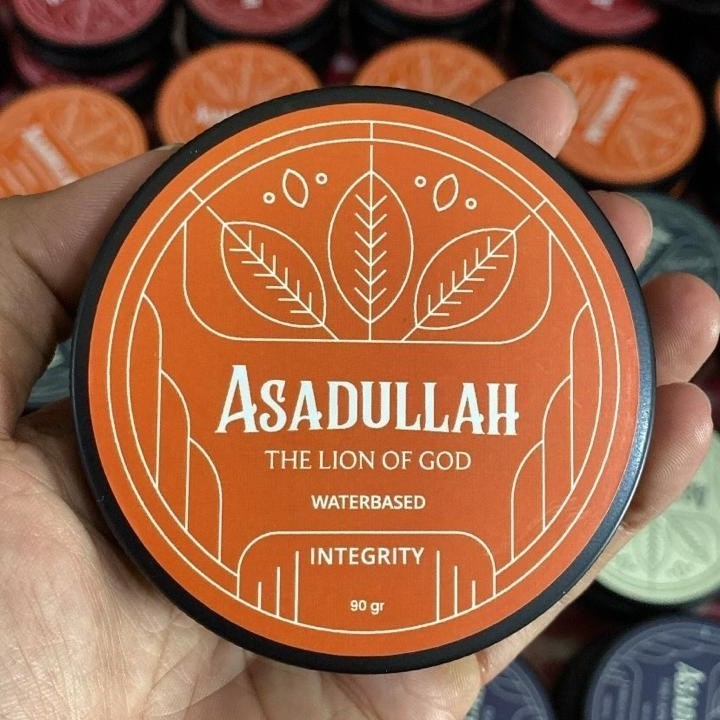 ASADULLAH
THE LION OF GOD
WATERBASED
INTEGRITY
90 gr